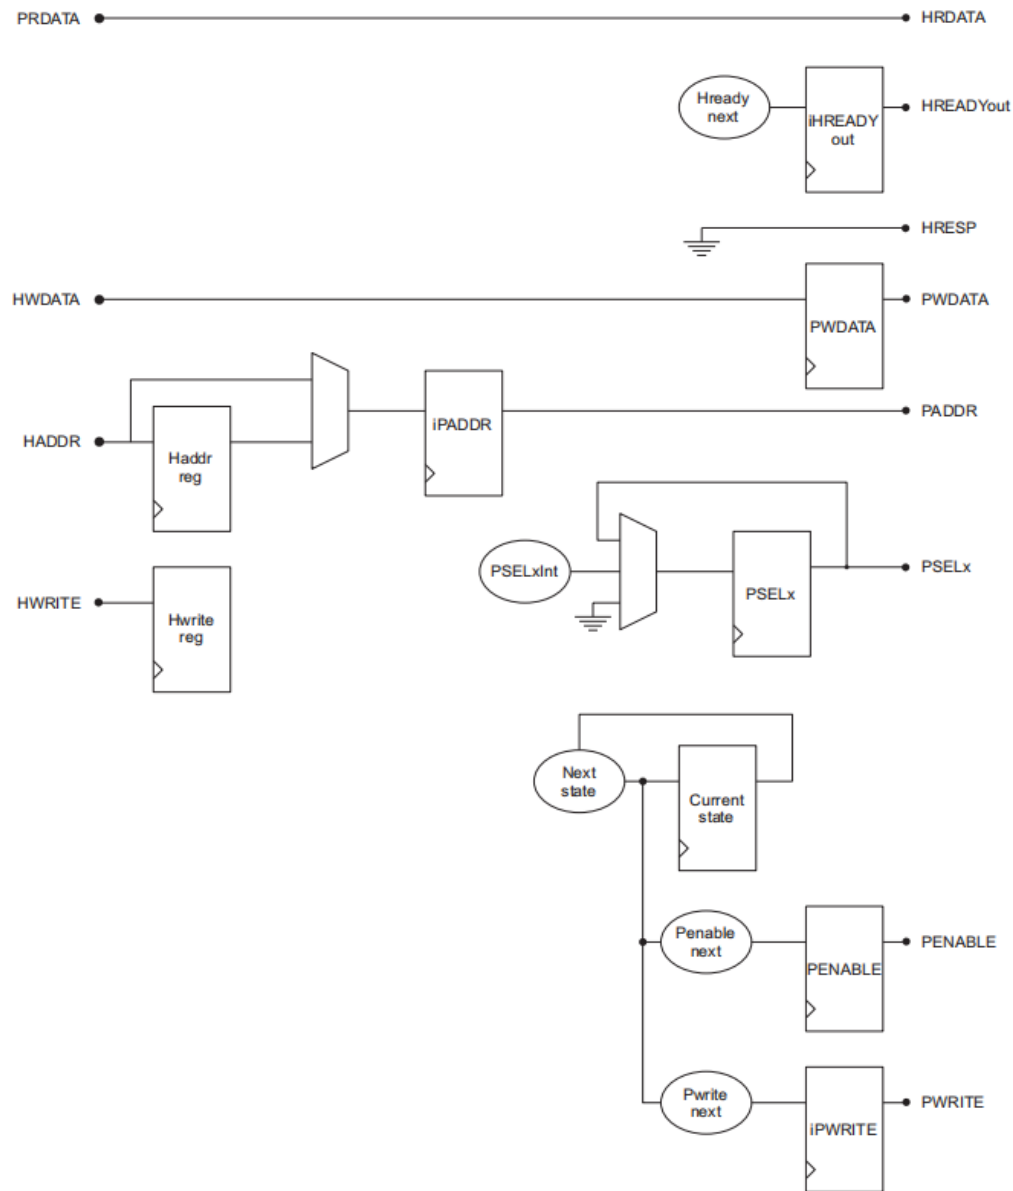 PRDATA
HRDATA
Hready
next
iHREADY
out
HREADYout
HRESP
HWDATA
PWDATA
PWDATA
HADDR
Haddr
reg
iPADDR
PADDR
HWRITE
Hwrite
reg
PSELxInt
PSELx
PSELx
Next
state
Current
state
Penable
next
PENABLE
PENABLE
Pwrite
next
iPWRITE
PWRITE